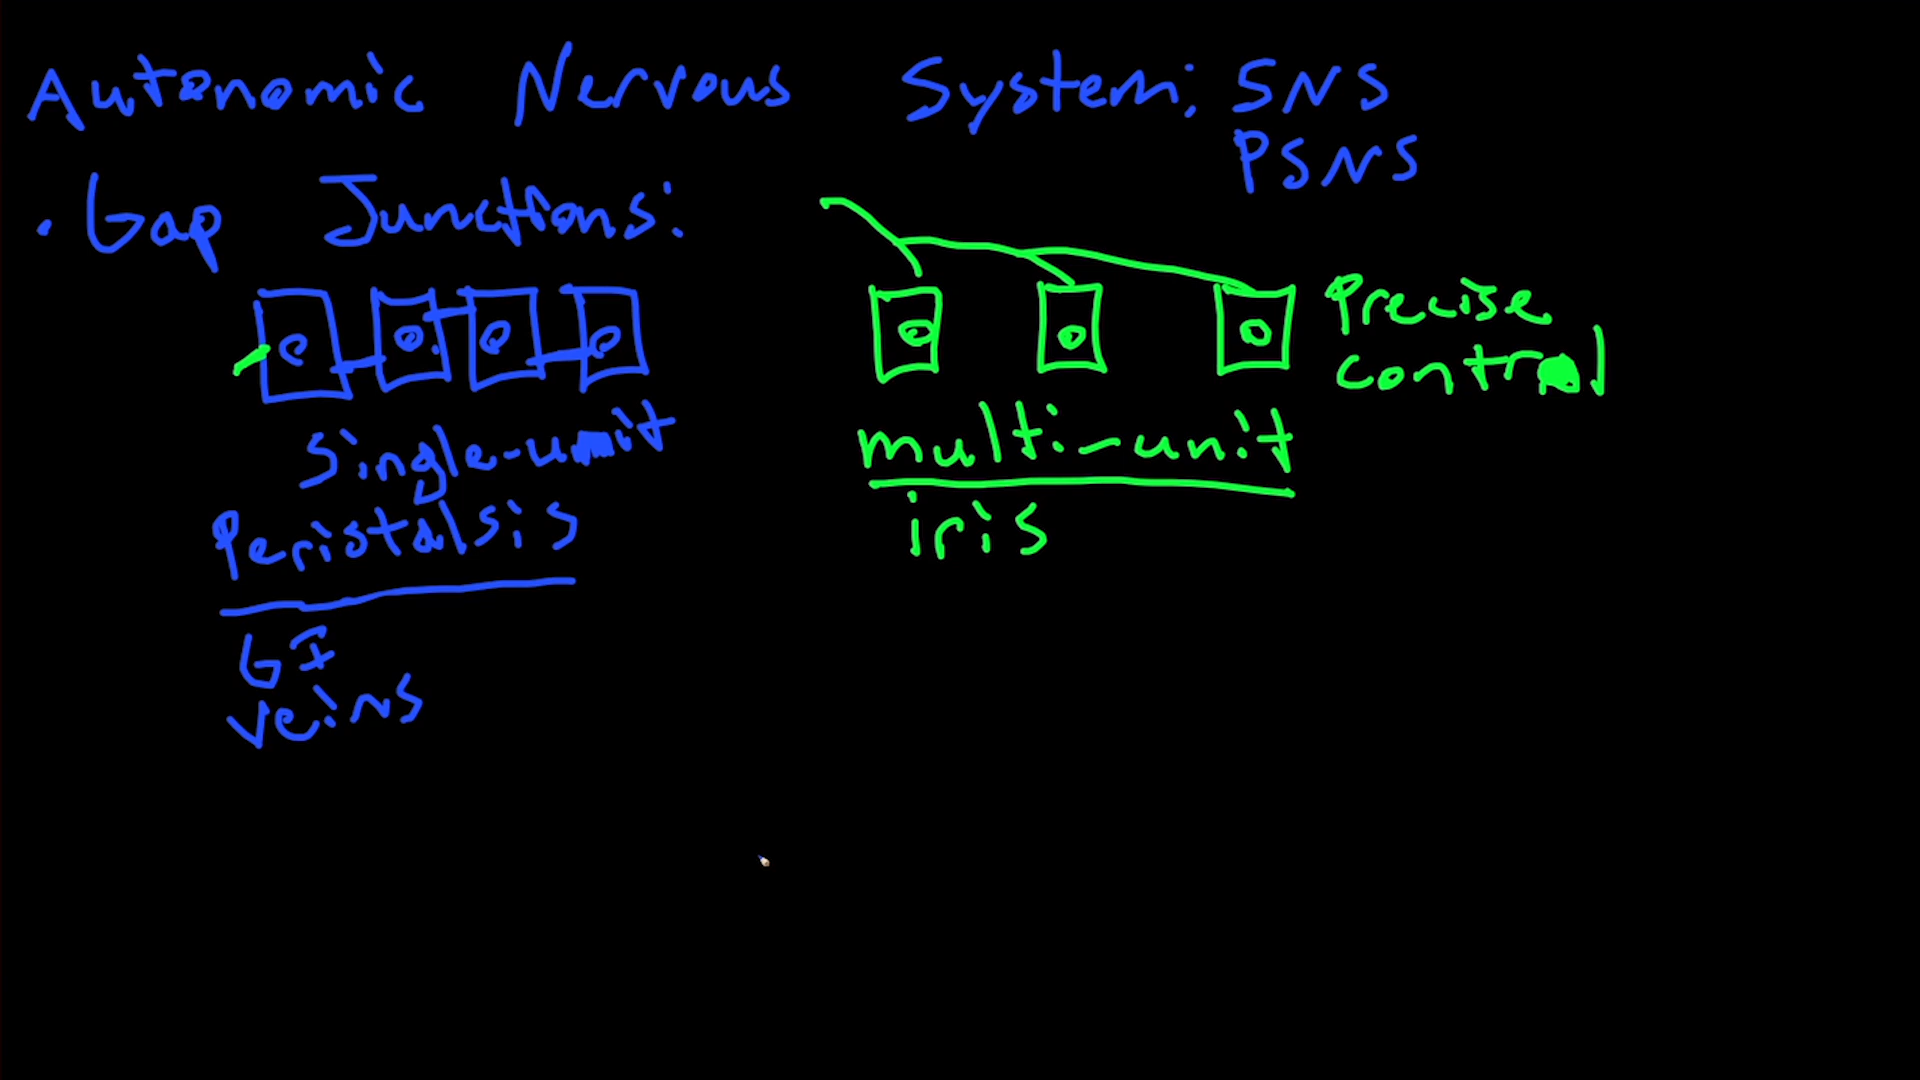 Autonomic Nervous System: SNS
PSNS
. Gap Junctions:
Precise
control
single-unit
multi-unit
Peristalsis
iris
GI
veins